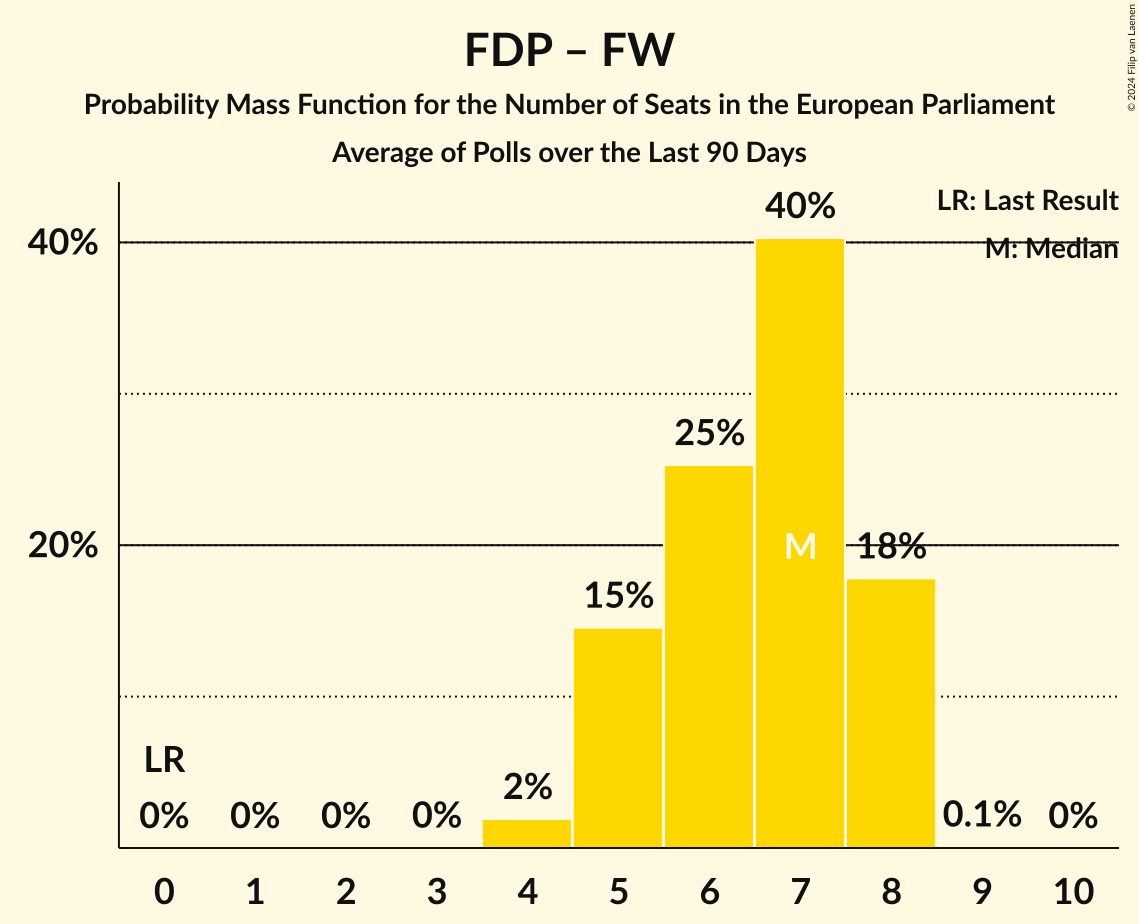 FDP – FW
Probability Mass Function for the Number of Seats in the European Parliament
Average of Polls over the Last 90 Days
© 2024 Filip van Laenen
LR: Last Result
M: Median
40%
20%
LR
0%
0%
0%
0%
2%
15%
25%
40%
M
18%
0.1%
0%
0 1 2 3 4 5 6 7 8 9 10